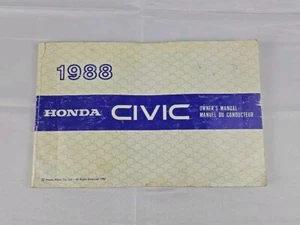 1988
HONDA CIVIC OWNER'S MANUAL
MANUEL DU CONDUCTEUR